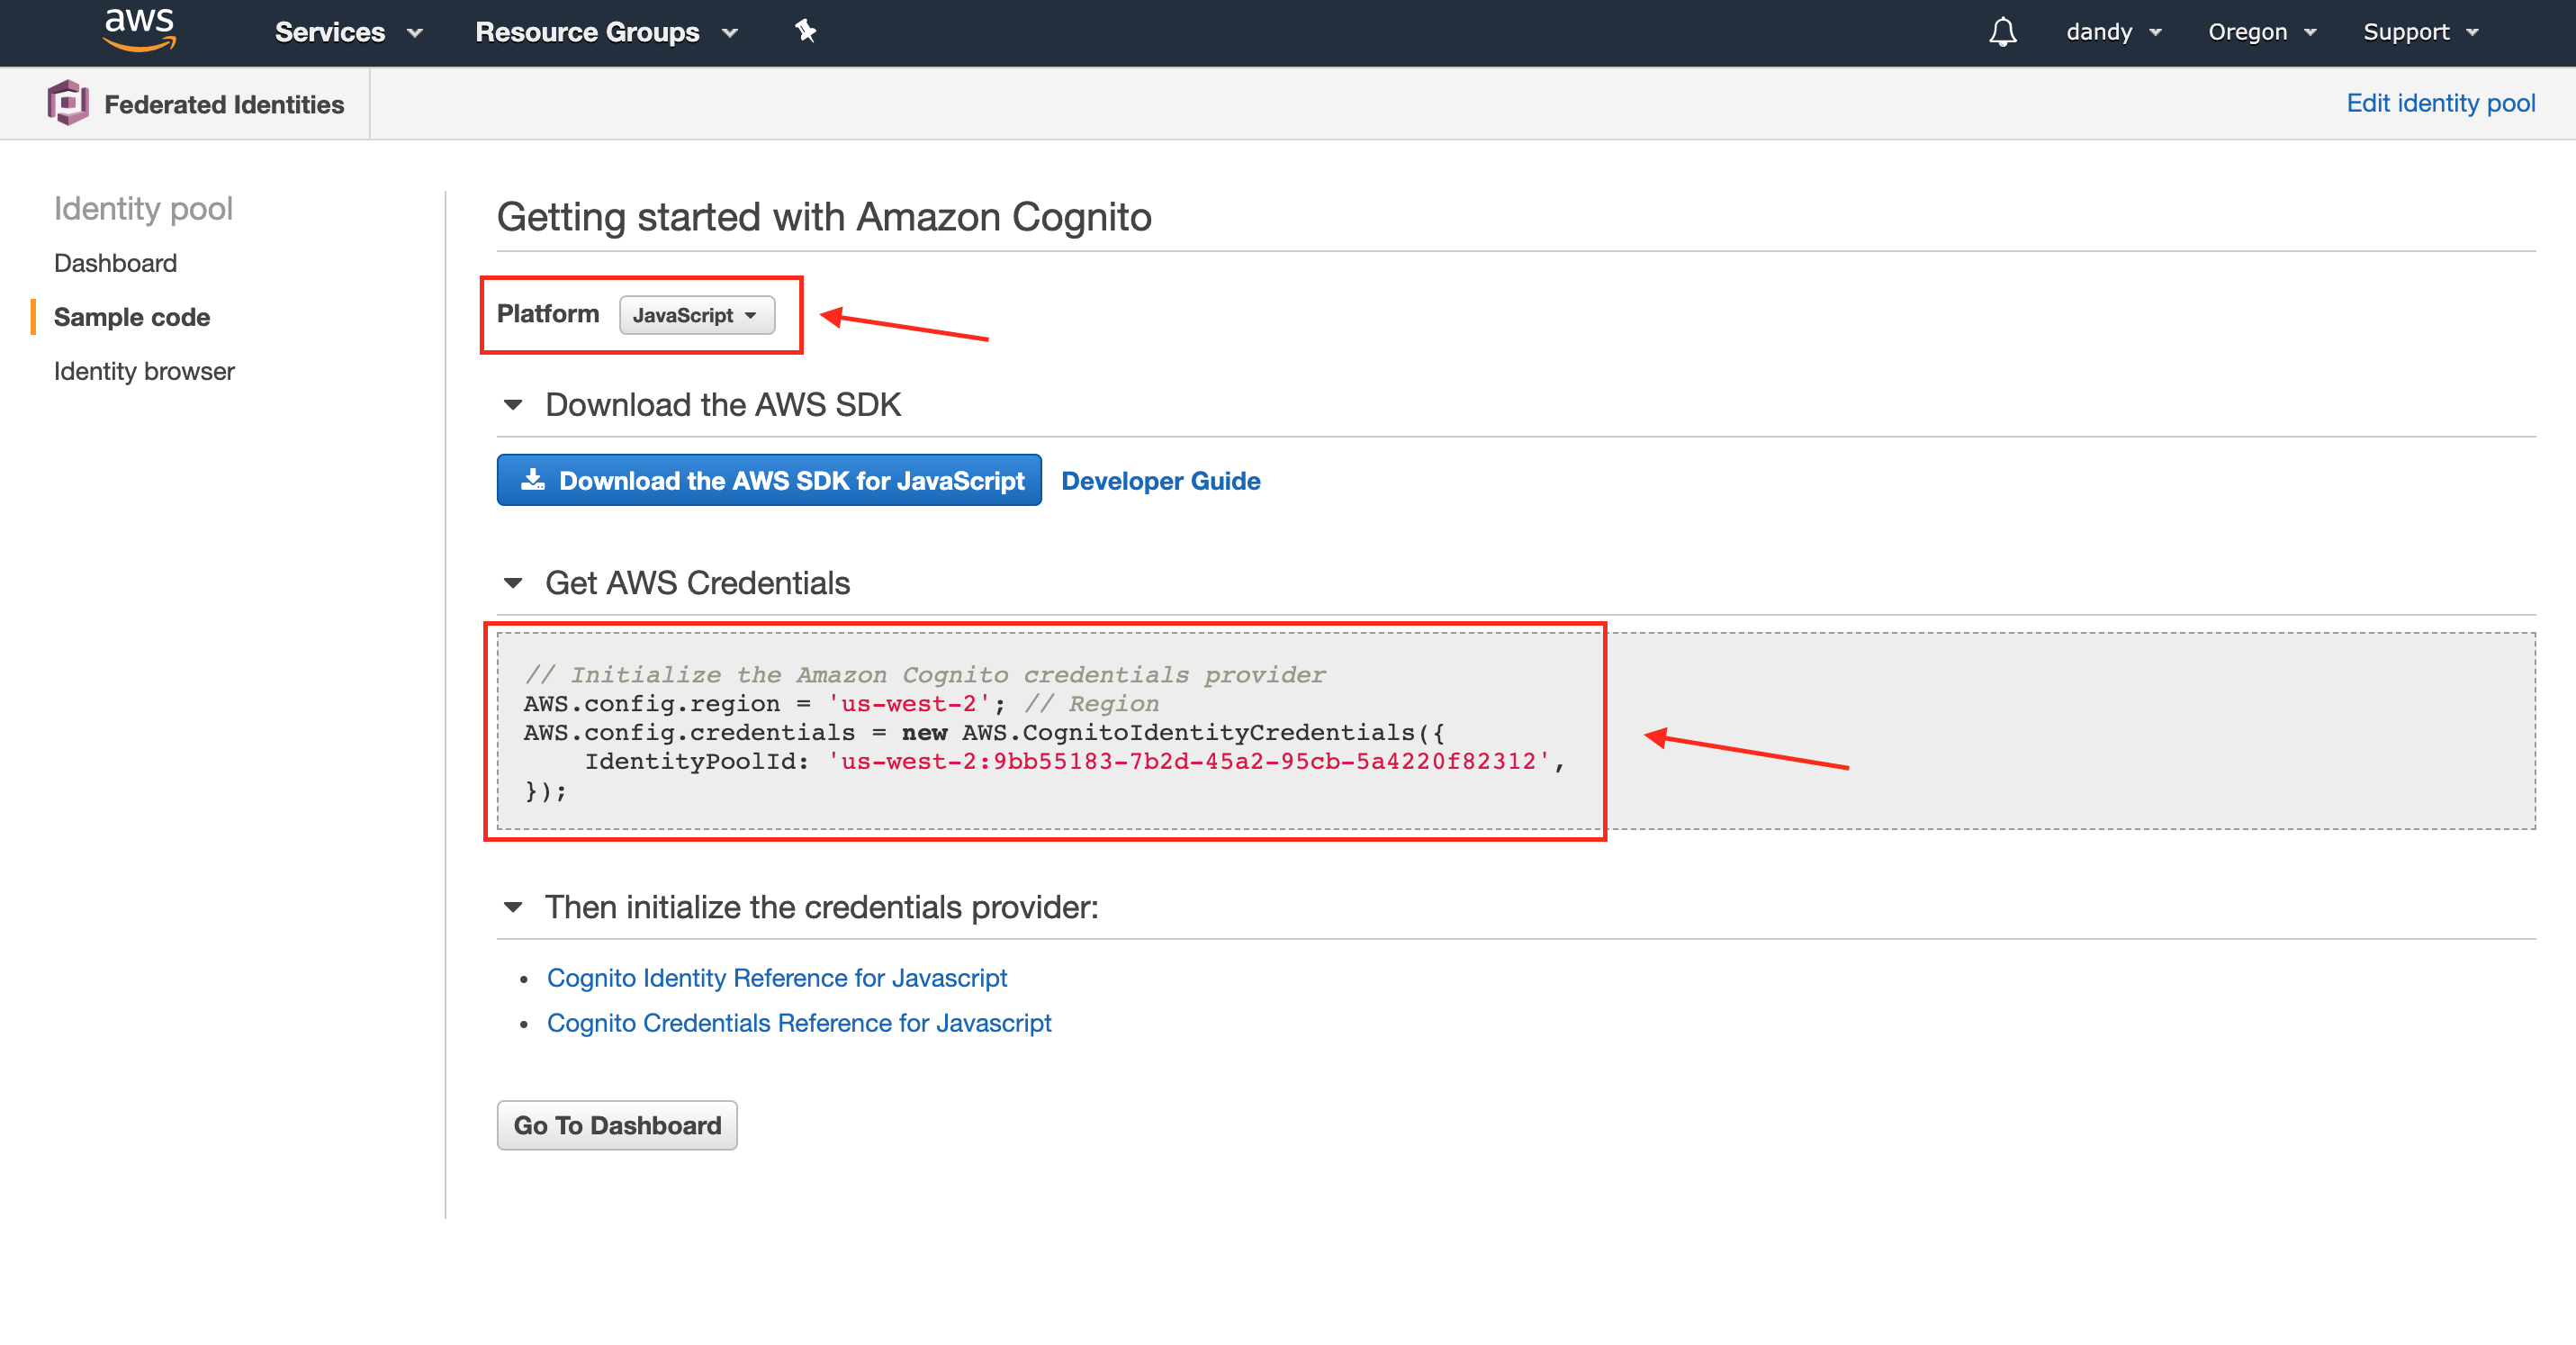 aws
Services
Resource Groups
dandy
Oregon
Support
Federated Identities
Edit identity pool
Identity pool
Dashboard
Sample code
Identity browser
Getting started with Amazon Cognito
Platform JavaScript
Download the AWS SDK
Download the AWS SDK for JavaScript
Developer Guide
Get AWS Credentials
// Initialize the Amazon Cognito credentials provider
AWS.config.region = 'us-west-2'; // Region
AWS.config.credentials = new AWS.CognitoIdentityCredentials({
    IdentityPoolId: 'us-west-2:9bb55183-7b2d-45a2-95cb-5a4220f82312',
});
Then initialize the credentials provider:
• Cognito Identity Reference for Javascript
• Cognito Credentials Reference for Javascript
Go To Dashboard